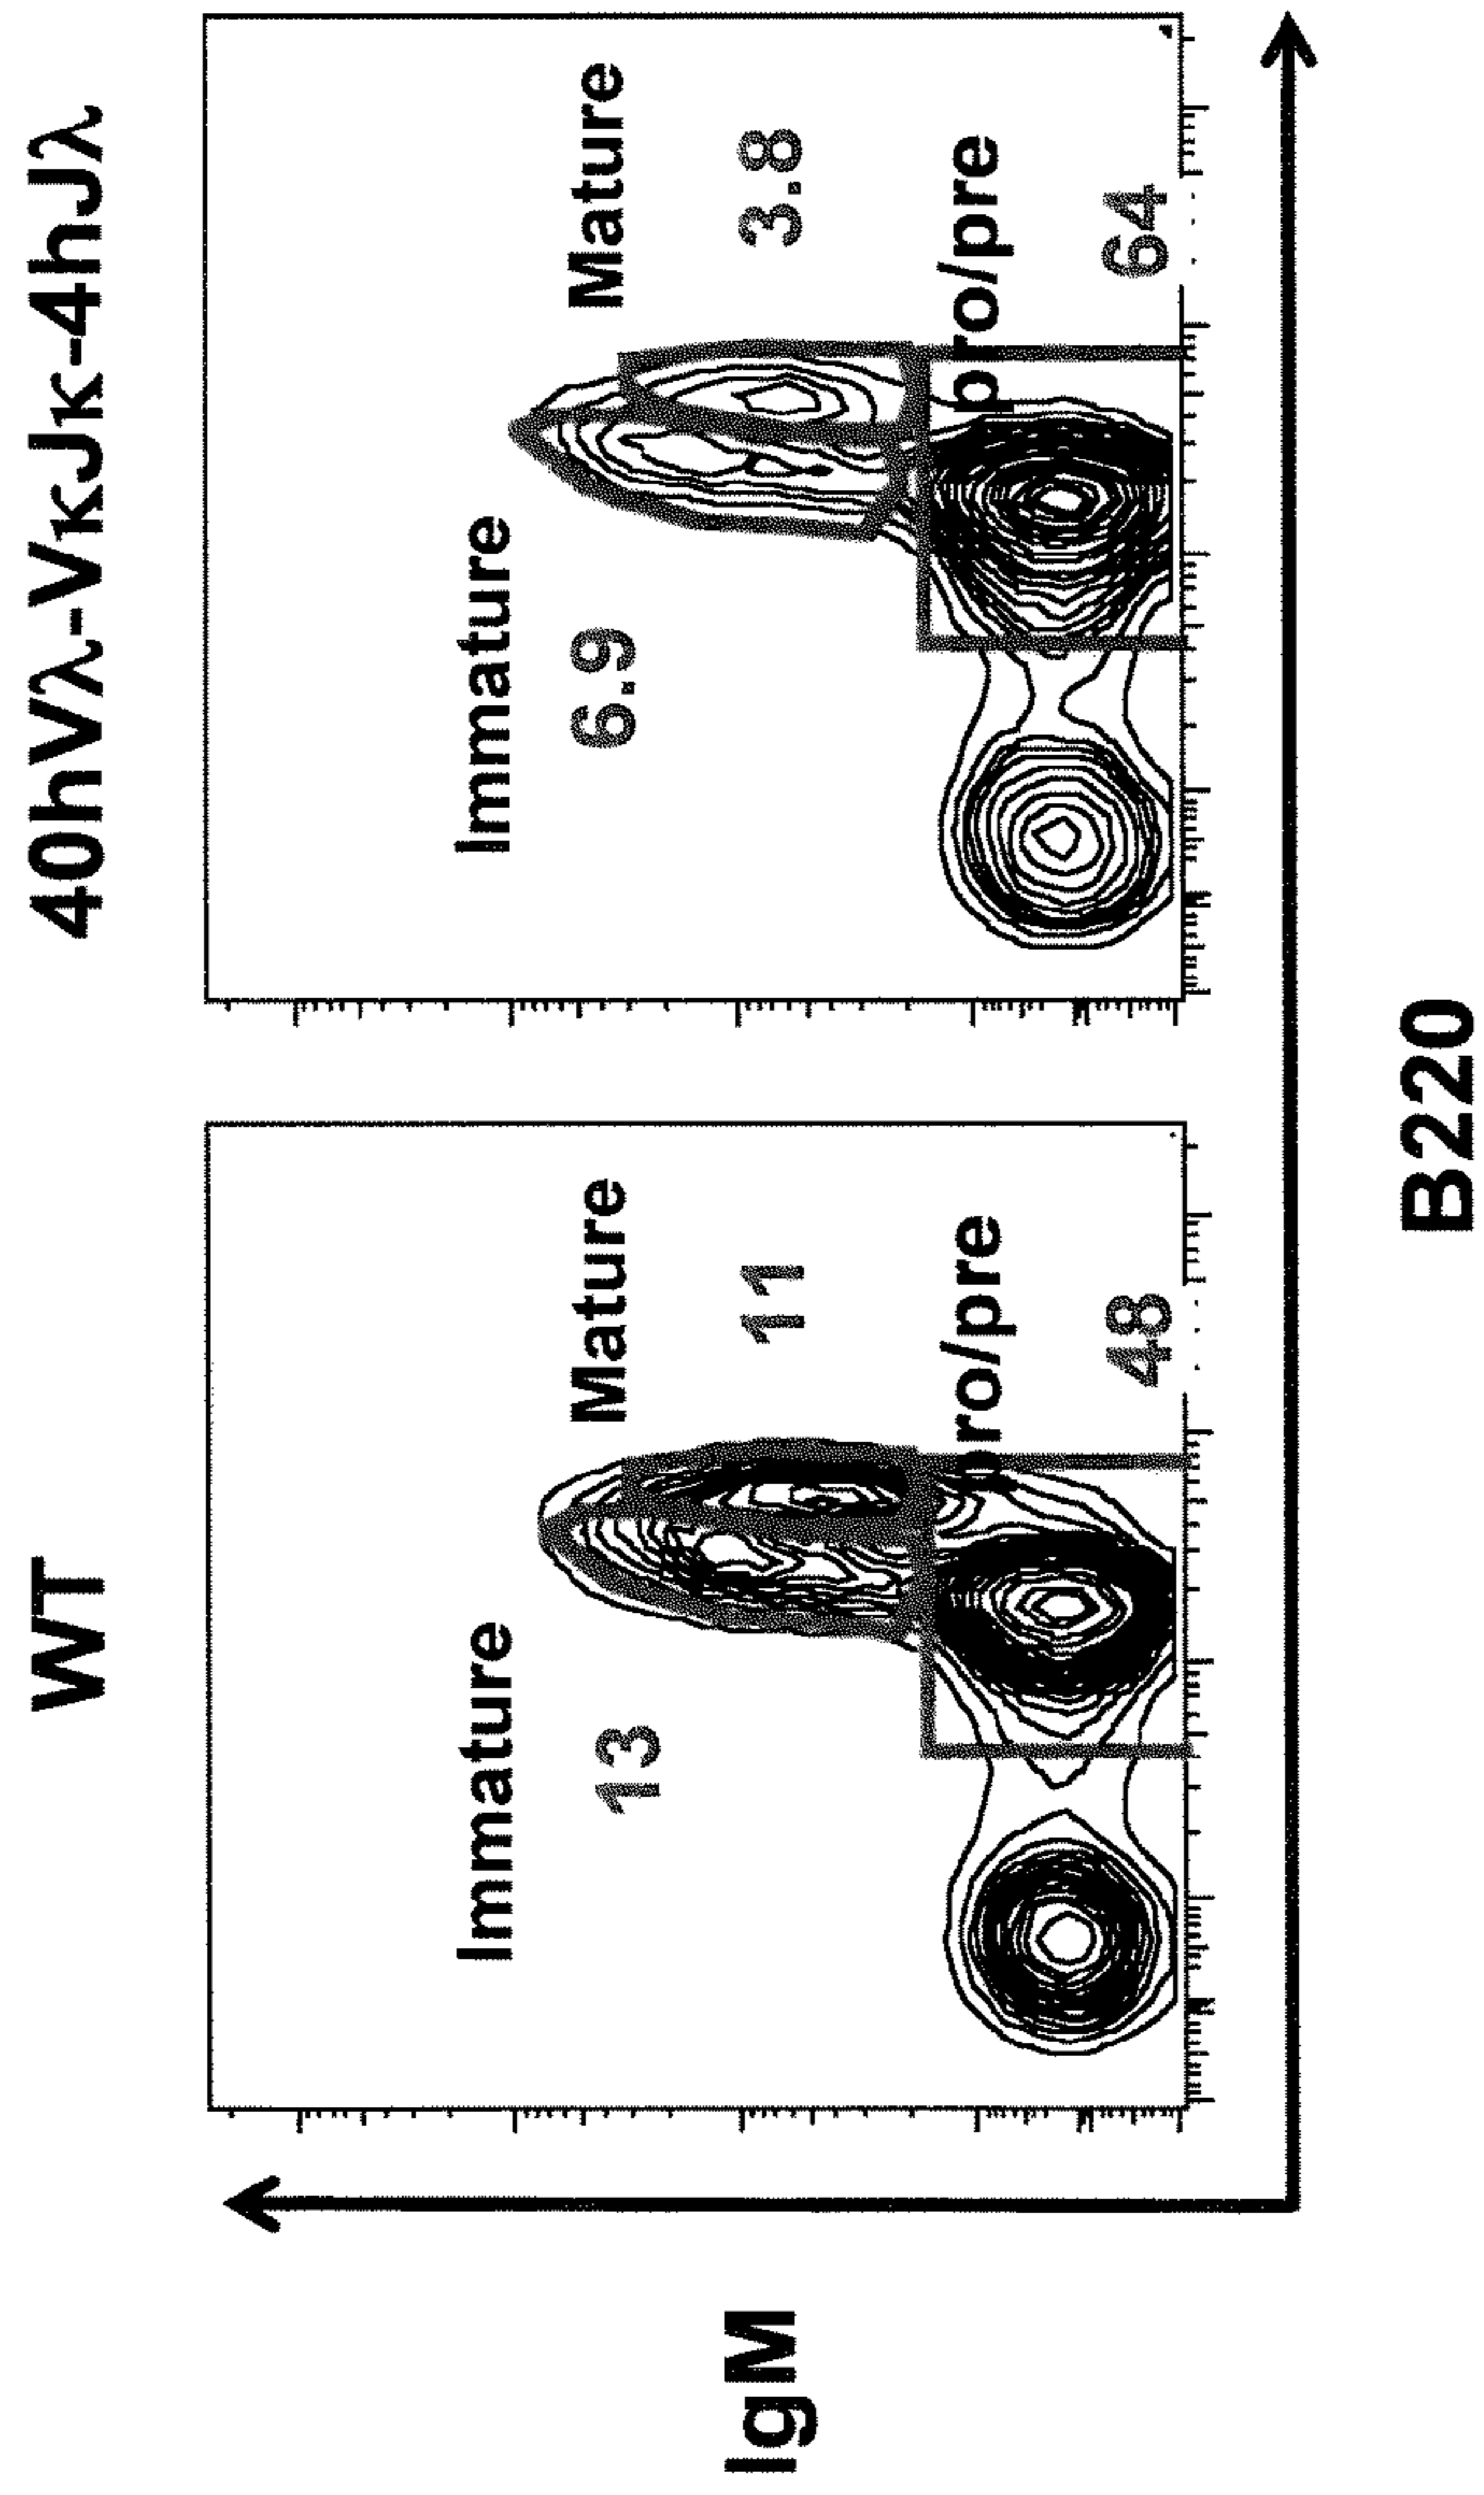 WT
40hVλ-VκJκ-4hJλ
IgM
Immature
13
Mature
11
pro/pre
48
Immature
6.9
Mature
3.8
pro/pre
64
B220